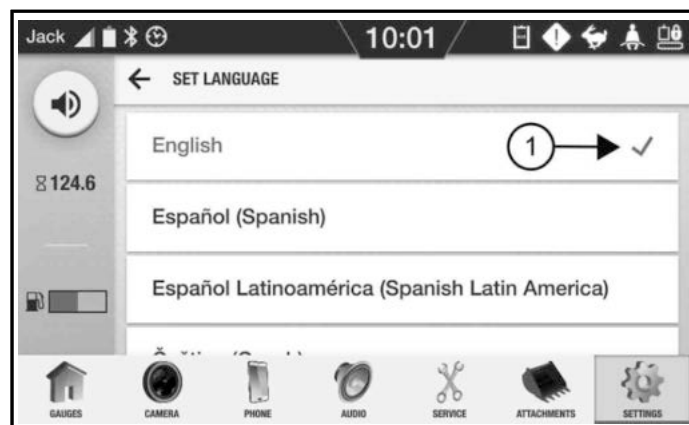 Jack 10:01
← SET LANGUAGE
English 1
124.6
Español (Spanish)
Español Latinoamérica (Spanish Latin America)
GAUGES CAMERA PHONE AUDIO SERVICE ATTACHMENTS SETTINGS